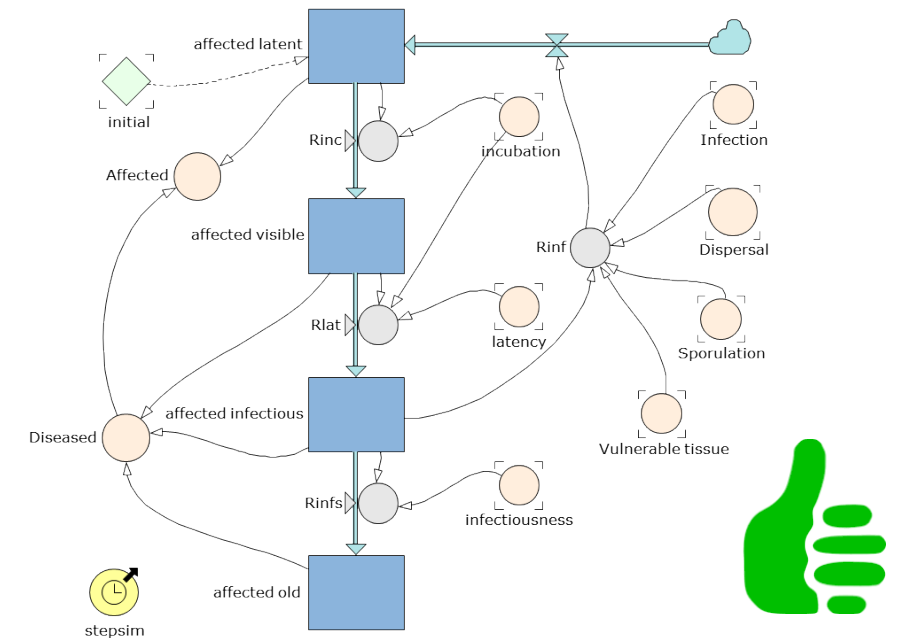 affected latent
initial
Rinc
incubation
Infection
Affected
affected visible
Rinf
Dispersal
Rlat
latency
Sporulation
affected infectious
Diseased
Vulnerable tissue
Rinfs
infectiousness
affected old
stepsim